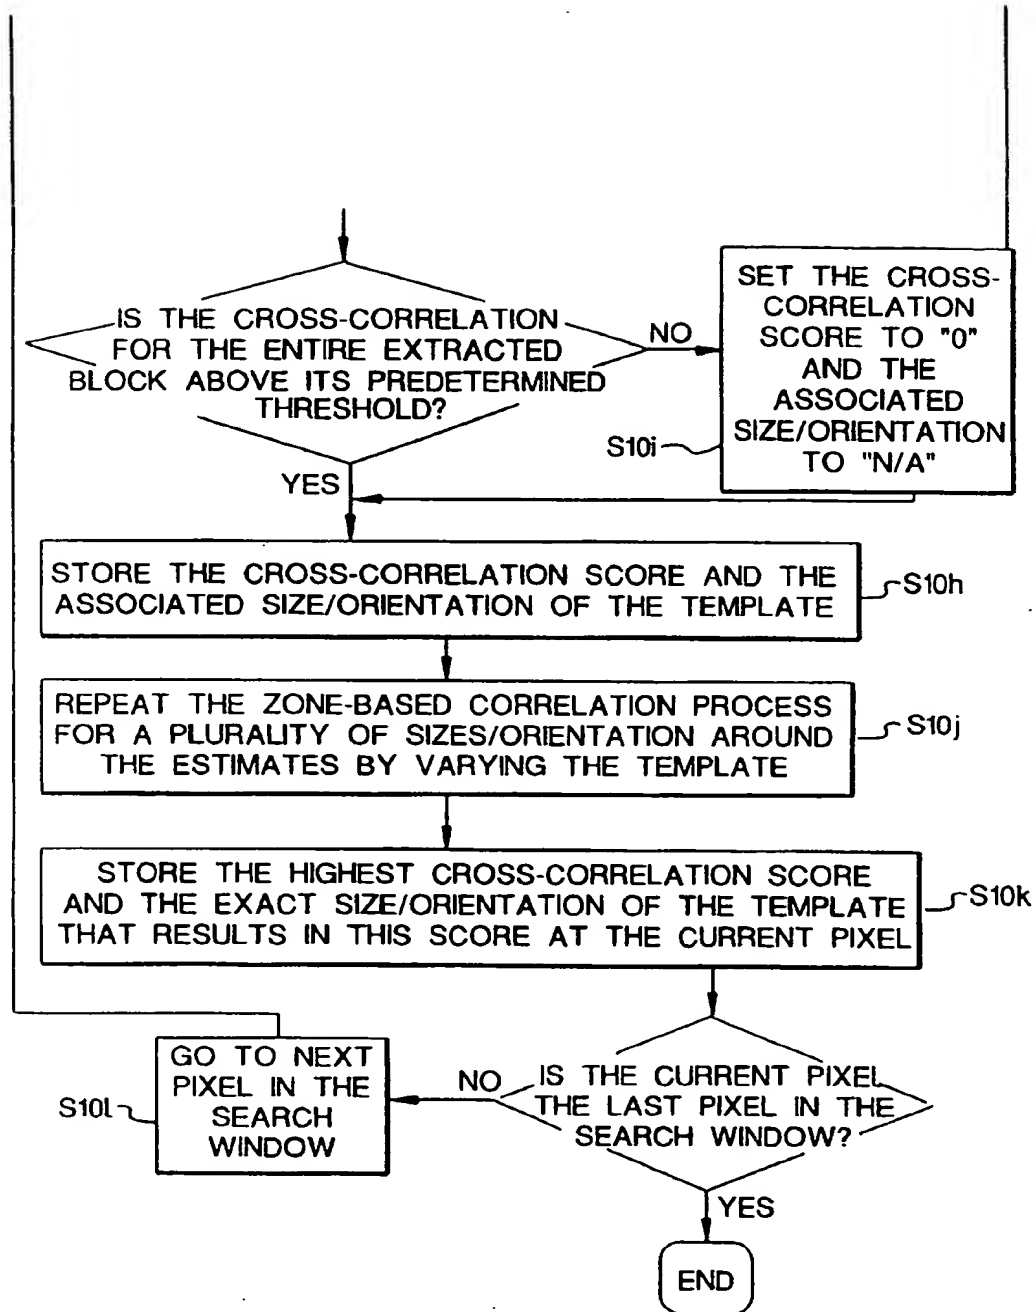 IS THE CROSS-CORRELATION
FOR THE ENTIRE EXTRACTED
BLOCK ABOVE ITS PREDETERMINED
THRESHOLD?
NO
SET THE CROSS-
CORRELATION
SCORE TO "0"
AND THE
ASSOCIATED
SIZE/ORIENTATION
TO "N/A"
S10i
YES
STORE THE CROSS-CORRELATION SCORE AND THE
ASSOCIATED SIZE/ORIENTATION OF THE TEMPLATE
S10h
REPEAT THE ZONE-BASED CORRELATION PROCESS
FOR A PLURALITY OF SIZES/ORIENTATION AROUND
THE ESTIMATES BY VARYING THE TEMPLATE
S10j
STORE THE HIGHEST CROSS-CORRELATION SCORE
AND THE EXACT SIZE/ORIENTATION OF THE TEMPLATE
THAT RESULTS IN THIS SCORE AT THE CURRENT PIXEL
S10k
IS THE CURRENT PIXEL
THE LAST PIXEL IN THE
SEARCH WINDOW?
NO
GO TO NEXT
PIXEL IN THE
SEARCH
WINDOW
S10l
YES
END